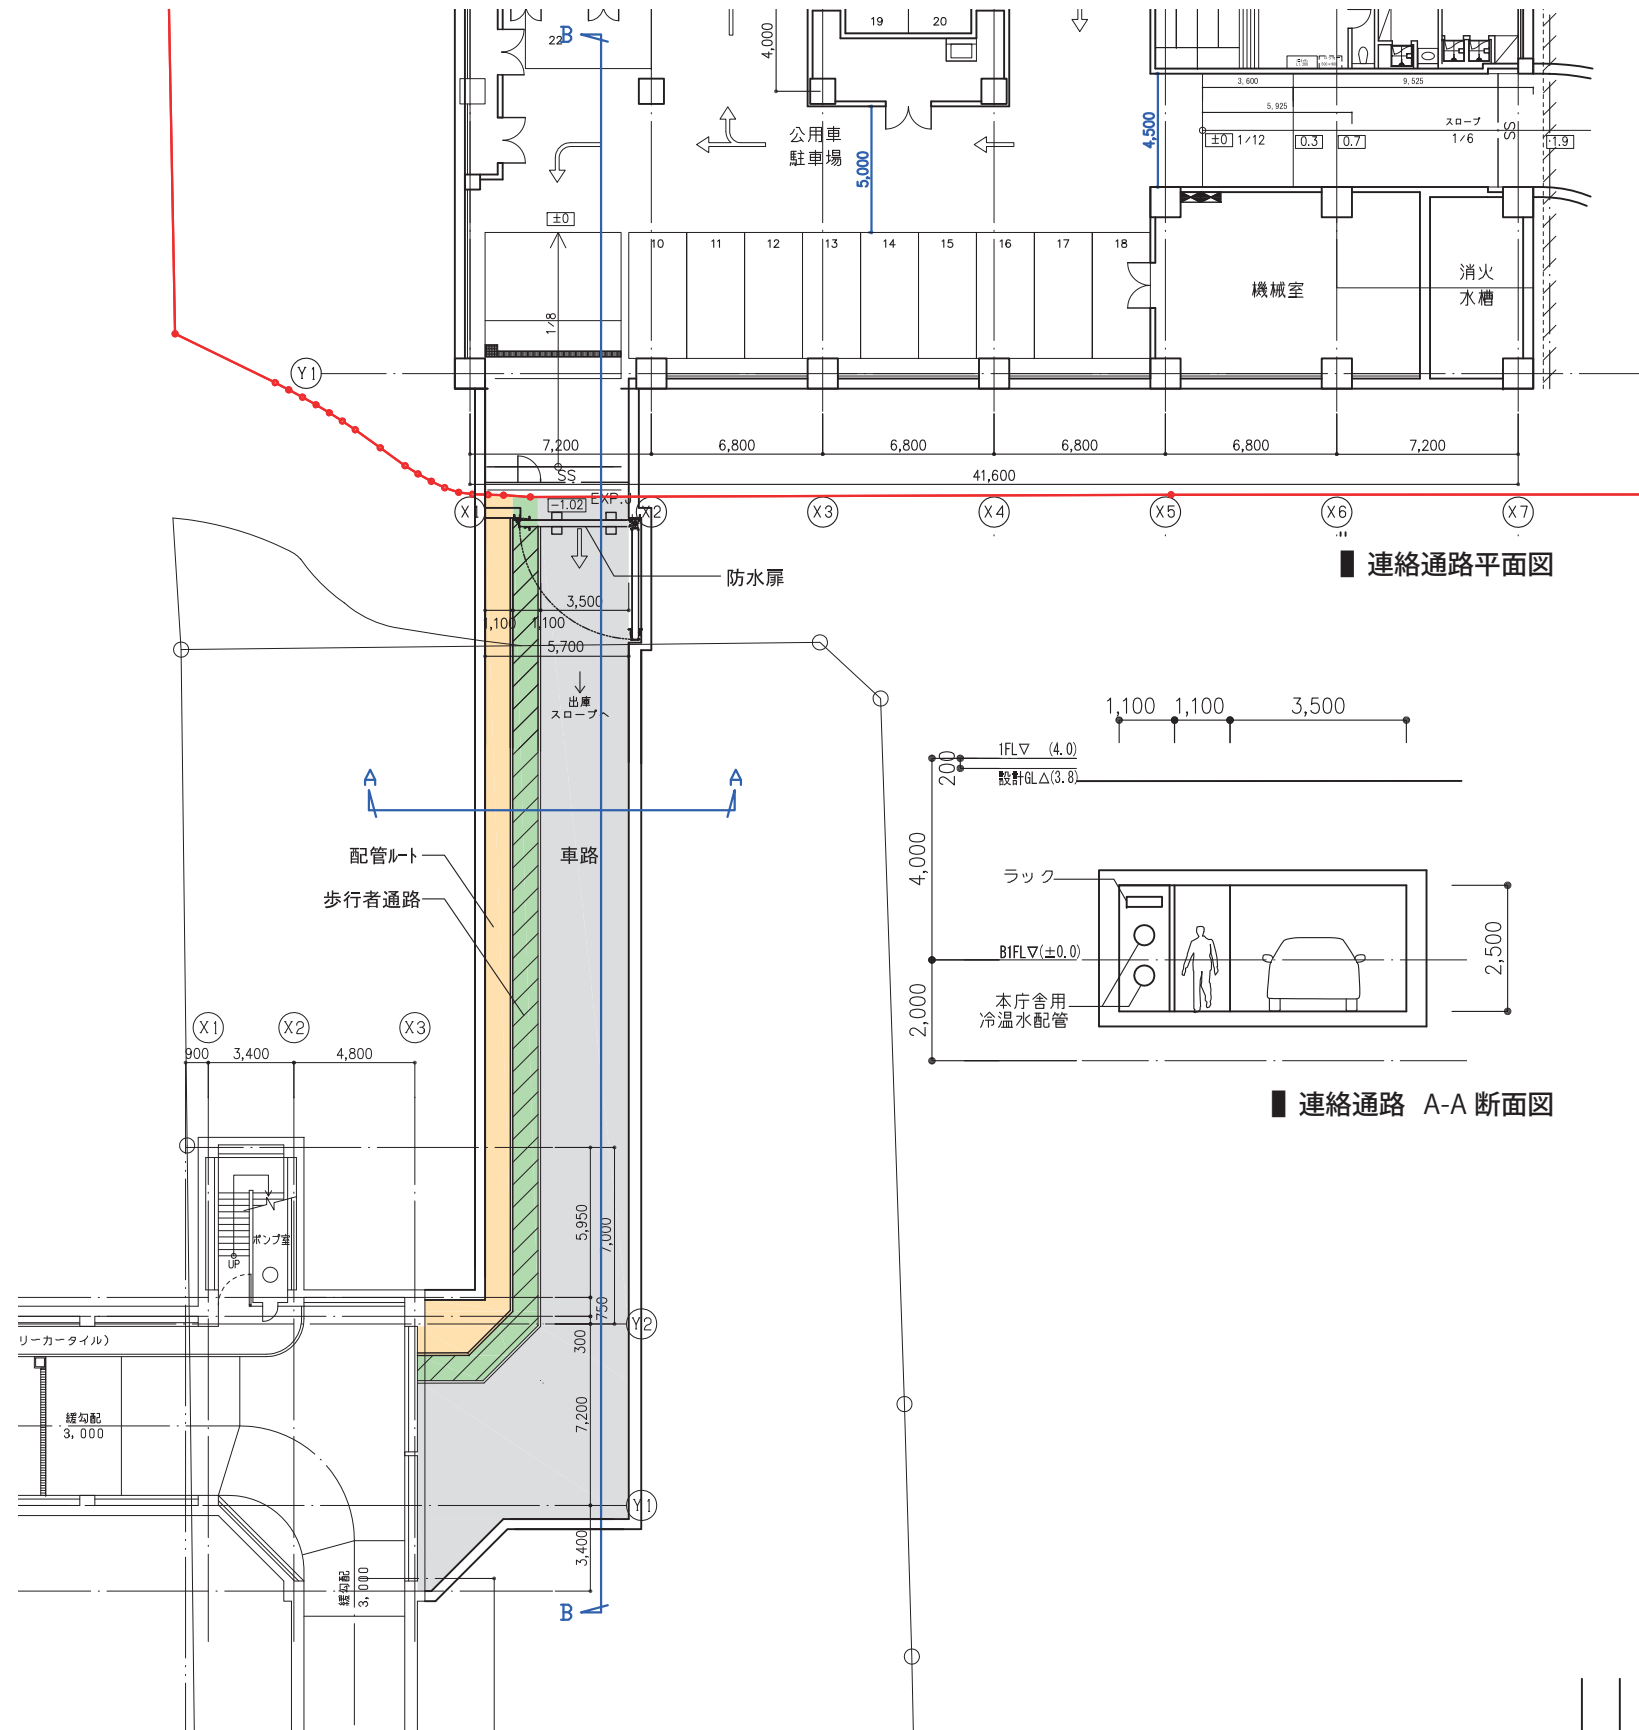 B
22
19
20
4,000
公用車
駐車場
5,000
4,500
3,600
9,525
5,925
スロープ
±0
1/12
0.3
0.7
1/6
SS
1.9
±0
10
11
12
13
14
15
16
17
18
機械室
消火
水槽
1/8
Y1
7,200
6,800
6,800
6,800
6,800
7,200
41,600
SS
-1.02
EXP.J
X1
X2
X3
X4
X5
X6
X7
■ 連絡通路平面図
防水扉
3,500
1,100
1,100
5,700
出庫
スロープへ
A
A
配管ルート
車路
歩行者通路
1,100
1,100
3,500
1FL▽ (4.0)
200
設計GL△(3.8)
4,000
ラック
B1FL▽(±0.0)
2,500
本庁舎用
冷温水配管
2,000
■ 連絡通路 A-A 断面図
X1
X2
X3
900
3,400
4,800
5,950
7,000
ポンプ室
UP
750
Y2
300
リーカータイル)
7,200
緩勾配
3,000
Y1
3,400
緩勾配
3,000
B